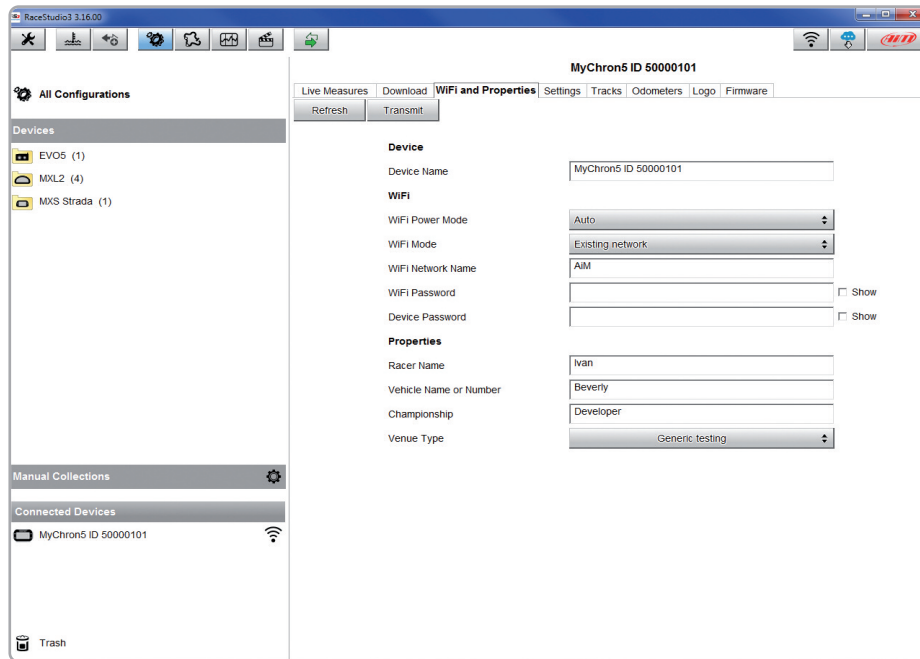 RaceStudio3 3.16.00
AiM
MyChron5 ID 50000101
All Configurations
Live Measures Download WiFi and Properties Settings Tracks Odometers Logo Firmware
Refresh Transmit
Devices
EVO5 (1)
MXL2 (4)
MXS Strada (1)
Manual Collections
Connected Devices
MyChron5 ID 50000101
Trash
Device
Device Name MyChron5 ID 50000101
WiFi
WiFi Power Mode Auto
WiFi Mode Existing network
WiFi Network Name AiM
WiFi Password Show
Device Password Show
Properties
Racer Name Ivan
Vehicle Name or Number Beverly
Championship Developer
Venue Type Generic testing